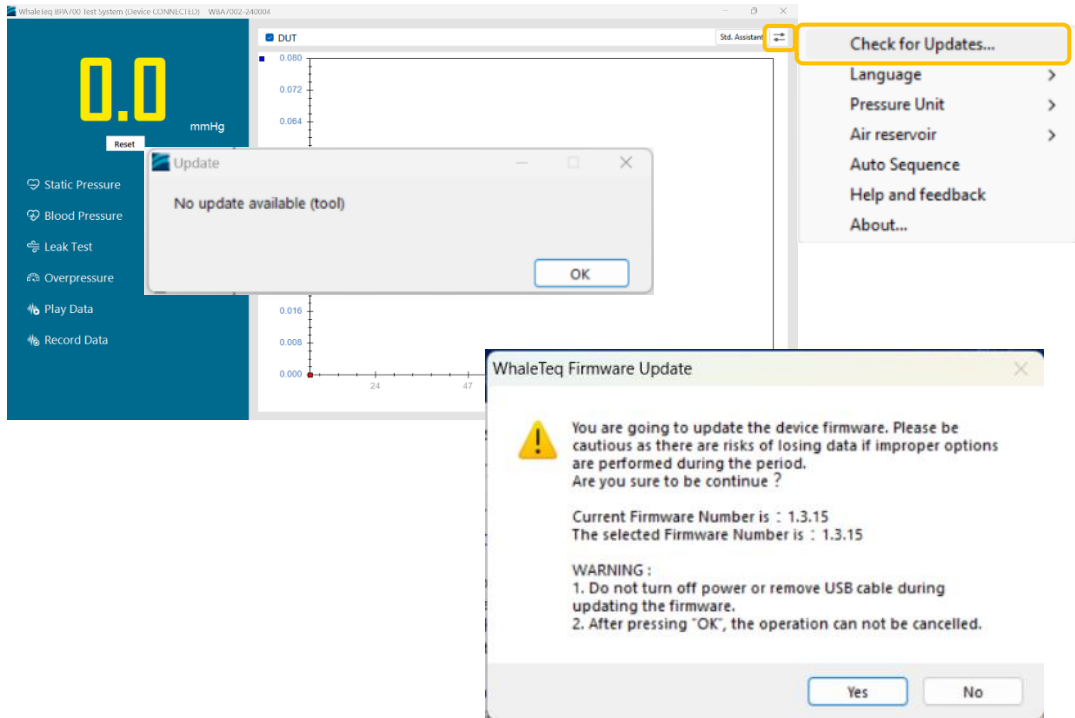 WhaleTeq BPA700 Test System (Device CONNECTED) WBA7002-240004
DUT
Std. Assistant
0.080
0.072
0.064
0.0
mmHg
Reset
Static Pressure
Blood Pressure
Leak Test
Overpressure
Play Data
Record Data
0.016
0.008
0.000
24
47
Update
No update available (tool)
OK
Check for Updates...
Language
Pressure Unit
Air reservoir
Auto Sequence
Help and feedback
About...
WhaleTeq Firmware Update
You are going to update the device firmware. Please be
cautious as there are risks of losing data if improper options
are performed during the period.
Are you sure to be continue ?
Current Firmware Number is : 1.3.15
The selected Firmware Number is : 1.3.15
WARNING :
1. Do not turn off power or remove USB cable during
updating the firmware.
2. After pressing "OK", the operation can not be cancelled.
Yes
No